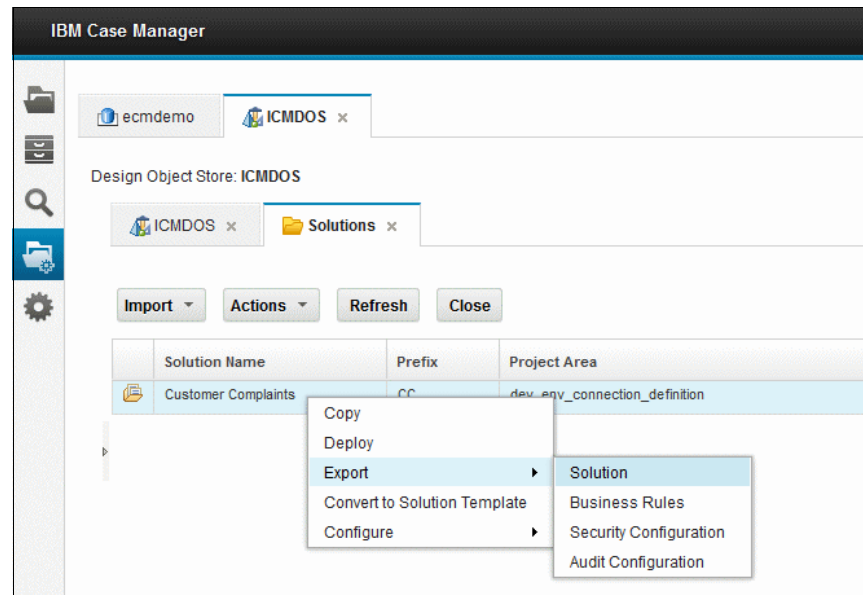 IBM Case Manager
ecmdemo
ICMDOS
Design Object Store: ICMDOS
ICMDOS
Solutions
Import
Actions
Refresh
Close
Solution Name
Prefix
Project Area
Customer Complaints
CC
dev_env_connection_definition
Copy
Deploy
Export
Convert to Solution Template
Configure
Solution
Business Rules
Security Configuration
Audit Configuration